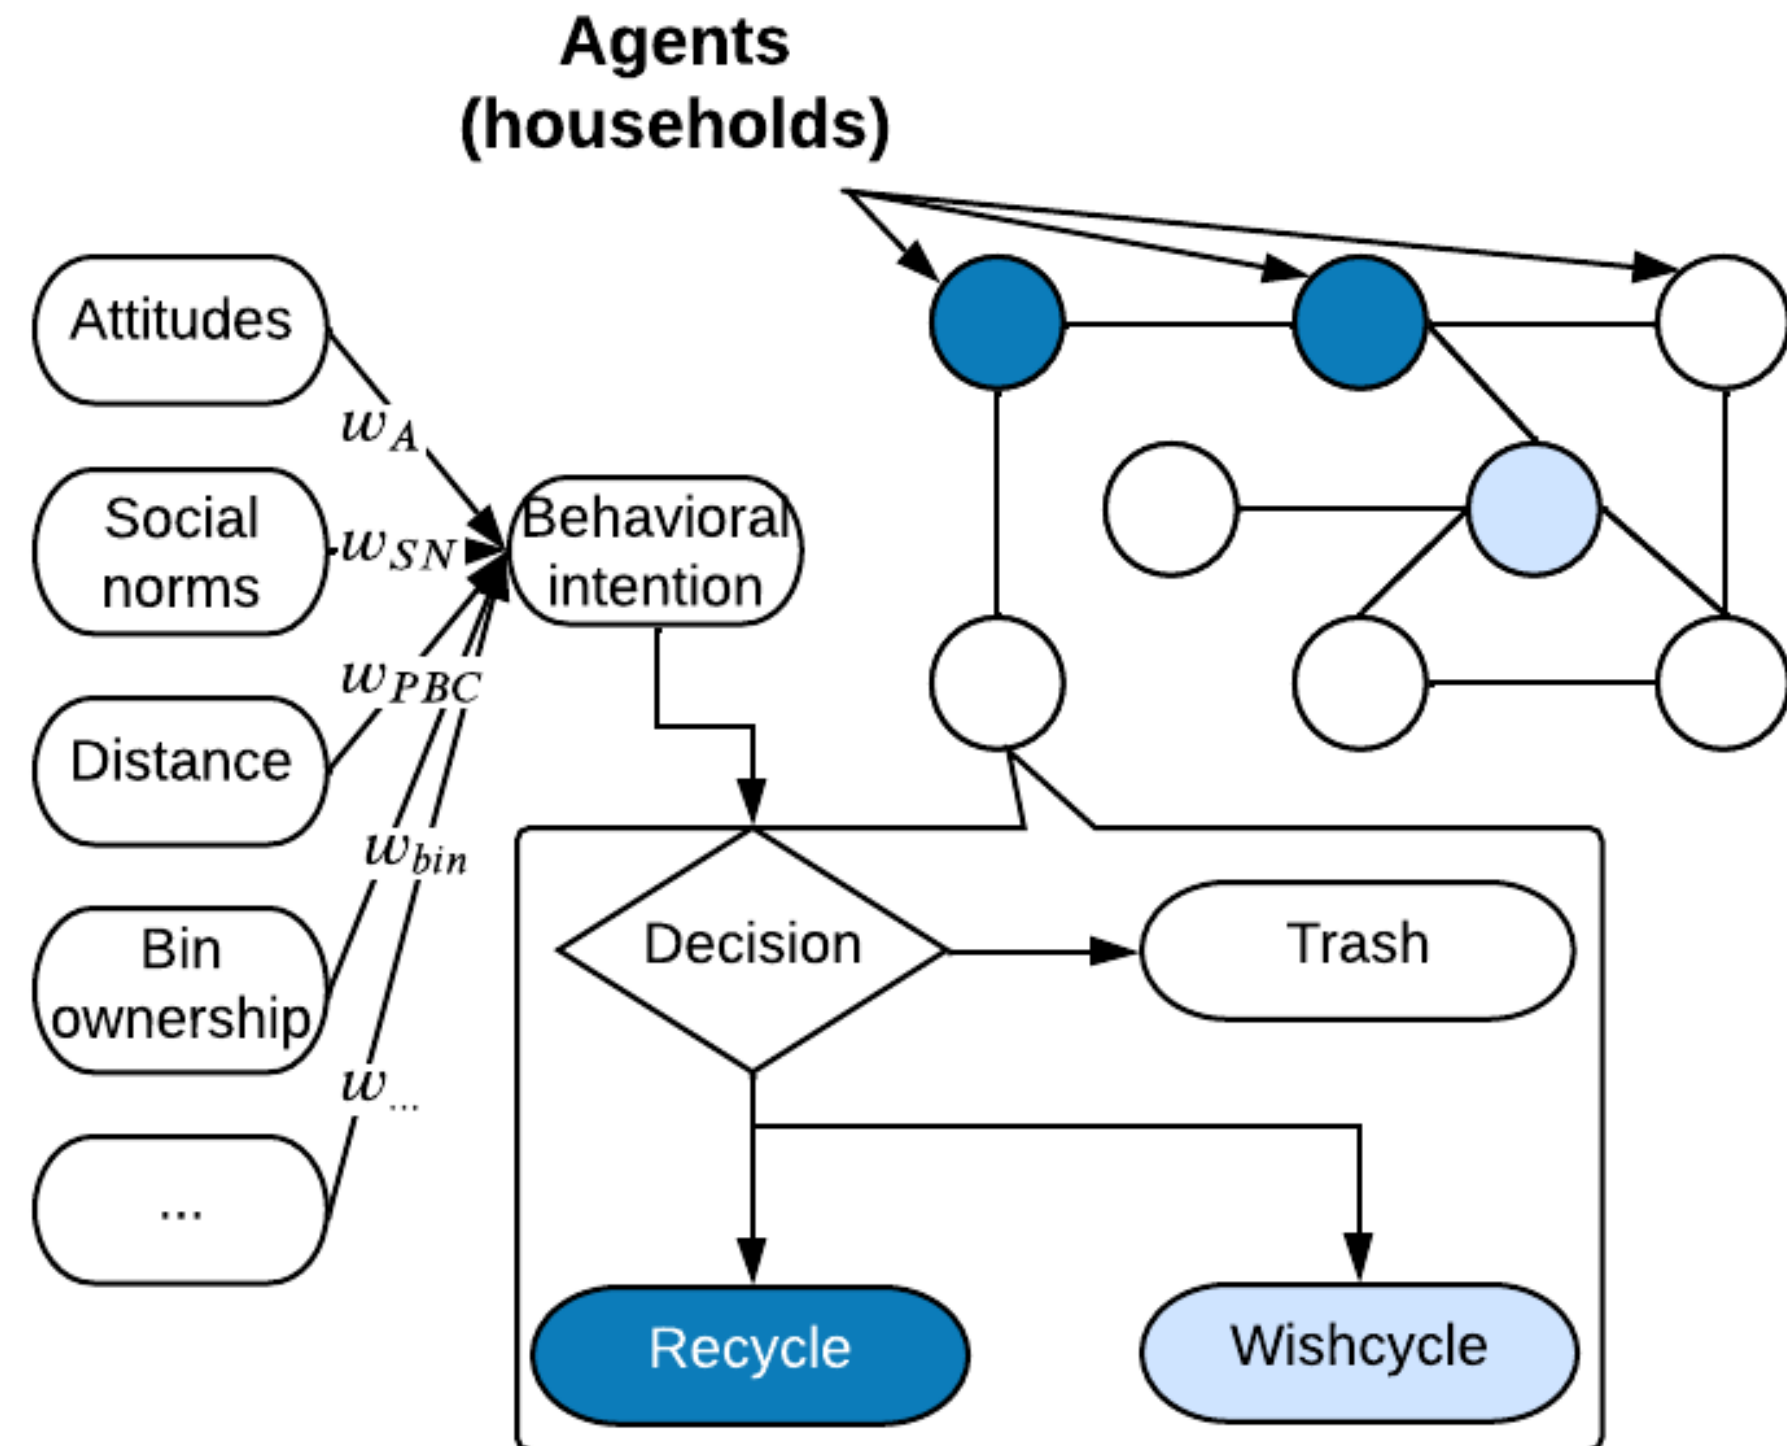 Agents
(households)
Attitudes
w_A
Social
norms
w_SN
Behavioral
intention
w_PBC
Distance
w_bin
Bin
ownership
w_...
...
Decision
Trash
Recycle
Wishcycle